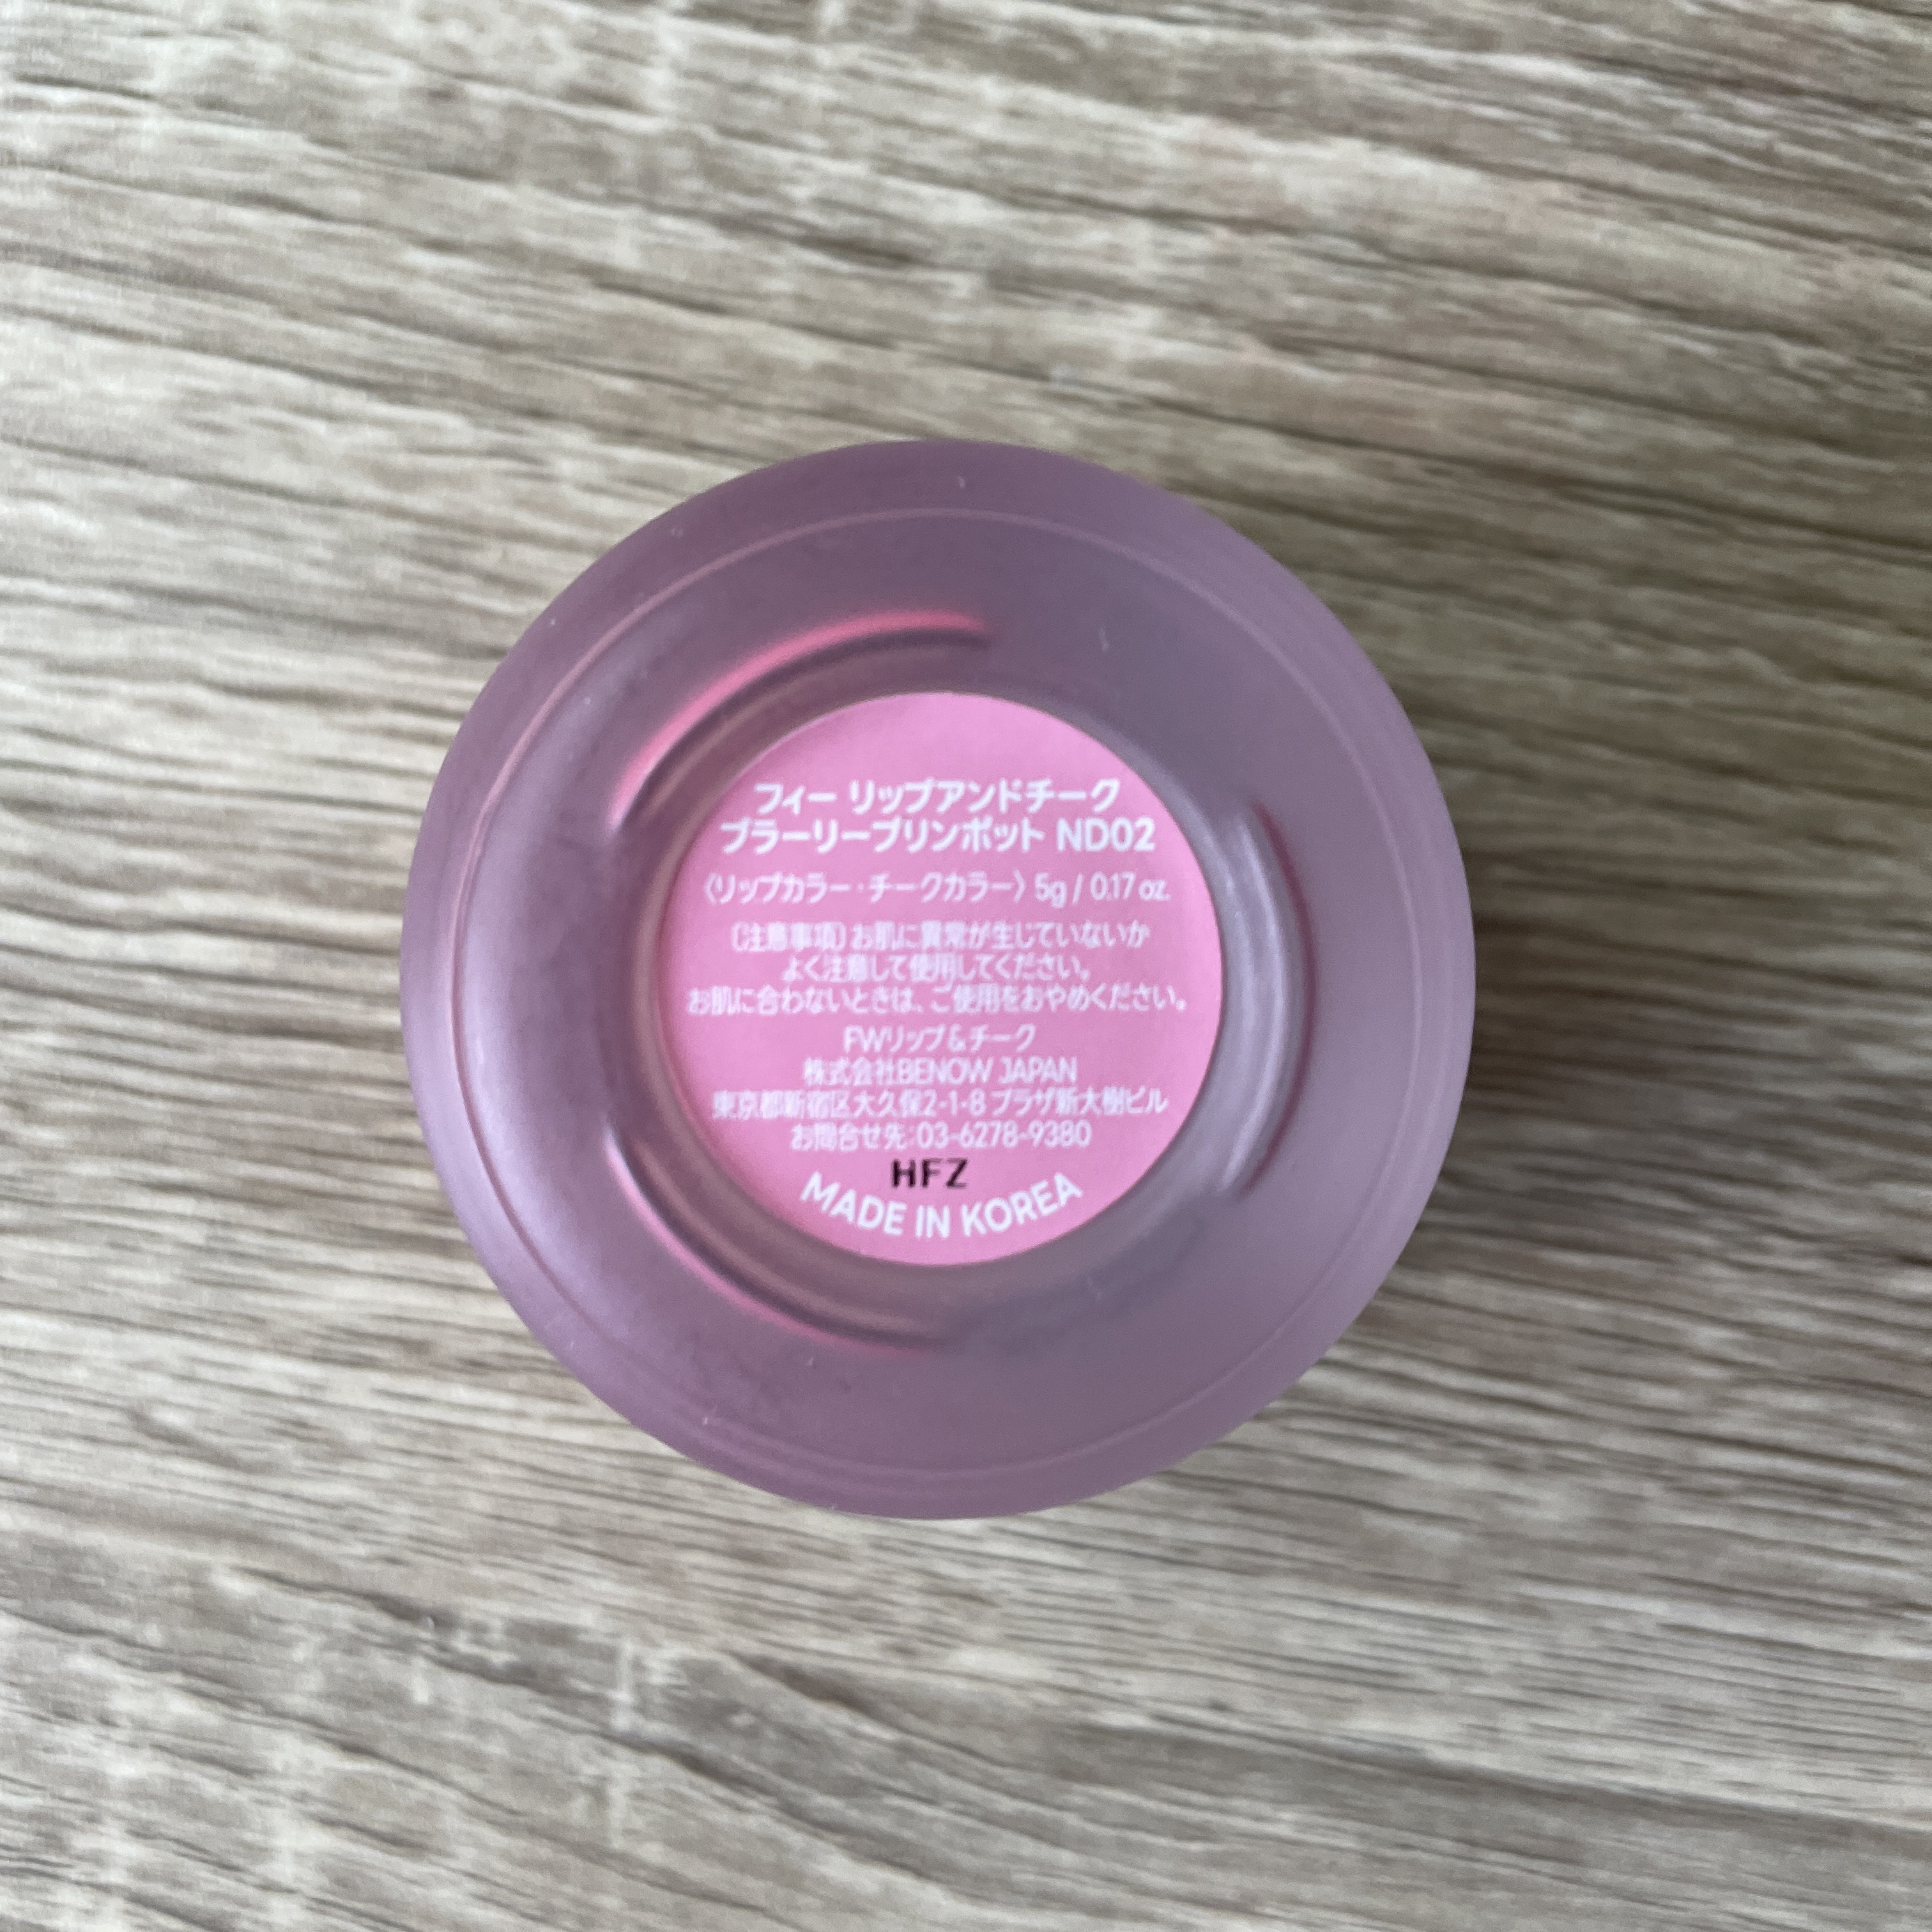 フィー リップアンドチーク
ブラーリープリンポット ND02
〈リップカラー・チークカラー〉 5g / 0.17 oz.
〔注意事項〕お肌に異常が生じていないか
よく注意して使用してください。
お肌に合わないときは、ご使用をおやめください。
FWリップ&チーク
株式会社BENOW JAPAN
東京都新宿区大久保2-1-8 プラザ新大樹ビル
お問合せ先:03-6278-9380
HFZ
MADE IN KOREA